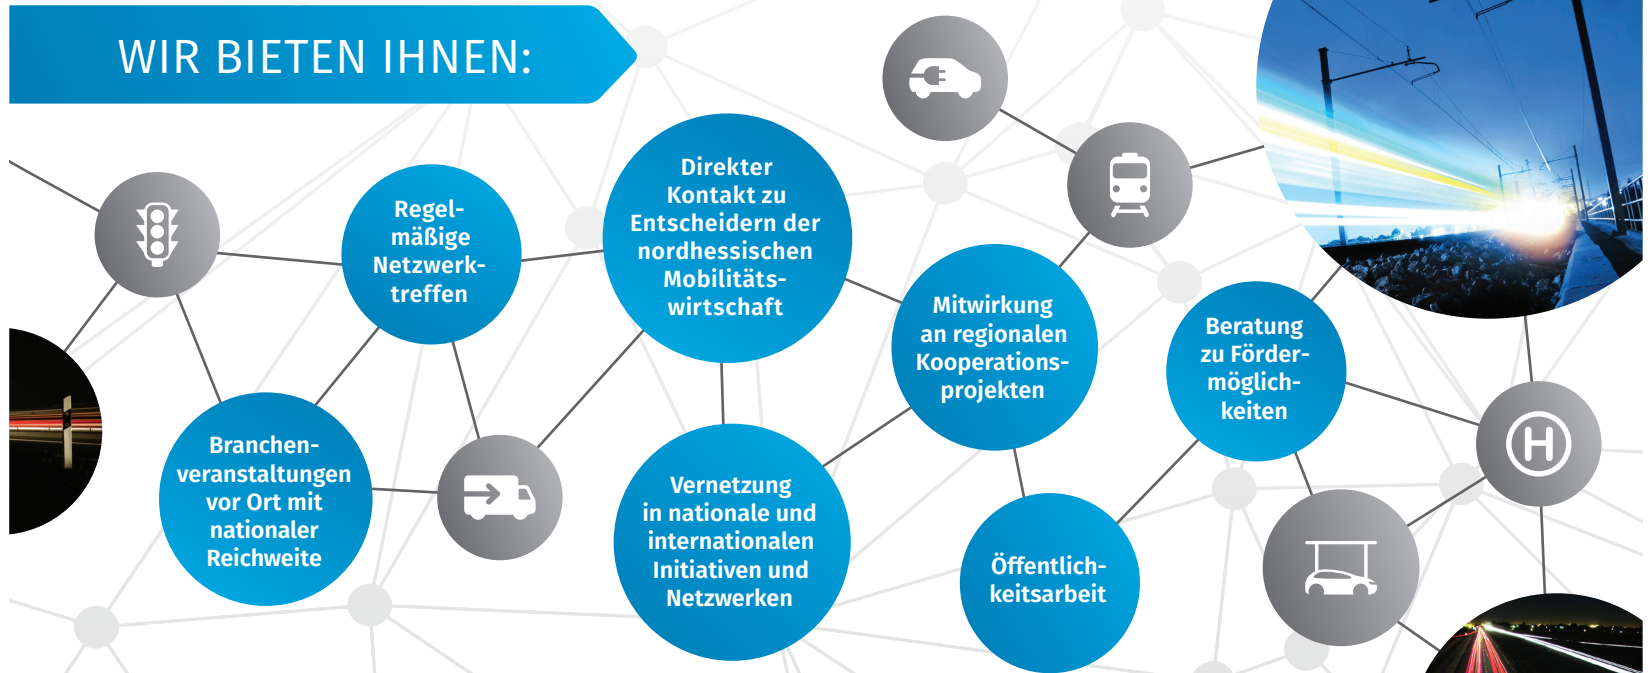 WIR BIETEN IHNEN:
Regel-
mäßige
Netzwerk-
treffen
Direkter
Kontakt zu
Entscheidern der
nordhessischen
Mobilitäts-
wirtschaft
Mitwirkung
an regionalen
Kooperations-
projekten
Beratung
zu Förder-
möglich-
keiten
H
Branchen-
veranstaltungen
vor Ort mit
nationaler
Reichweite
Vernetzung
in nationale und
internationalen
Initiativen und
Netzwerken
Öffentlich-
keitsarbeit